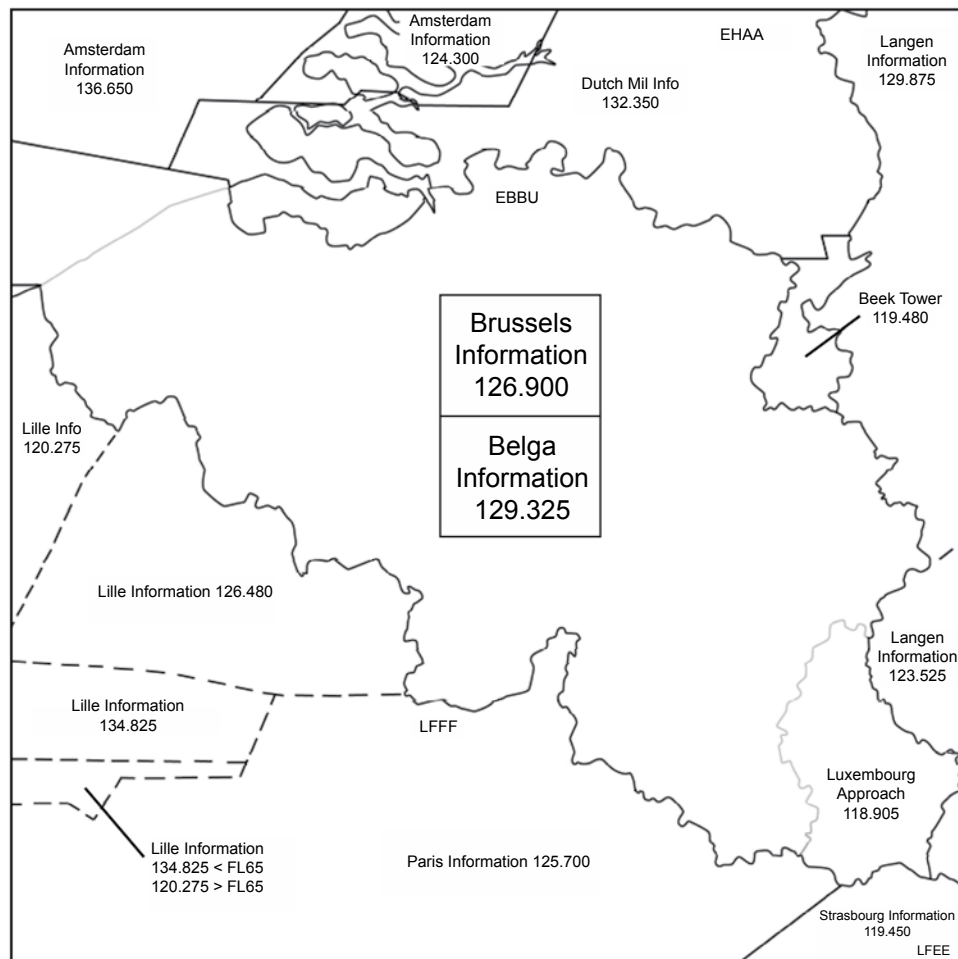 Amsterdam
Information
136.650
Amsterdam
Information
124.300
EHAA
Langen
Information
129.875
Dutch Mil Info
132.350
EBBU
Beek Tower
119.480
Brussels
Information
126.900
Belga
Information
129.325
Lille Info
120.275
Lille Information 126.480
Langen
Information
123.525
Lille Information
134.825
LFFF
Luxembourg
Approach
118.905
Lille Information
134.825 < FL65
120.275 > FL65
Paris Information 125.700
Strasbourg Information
119.450
LFEE